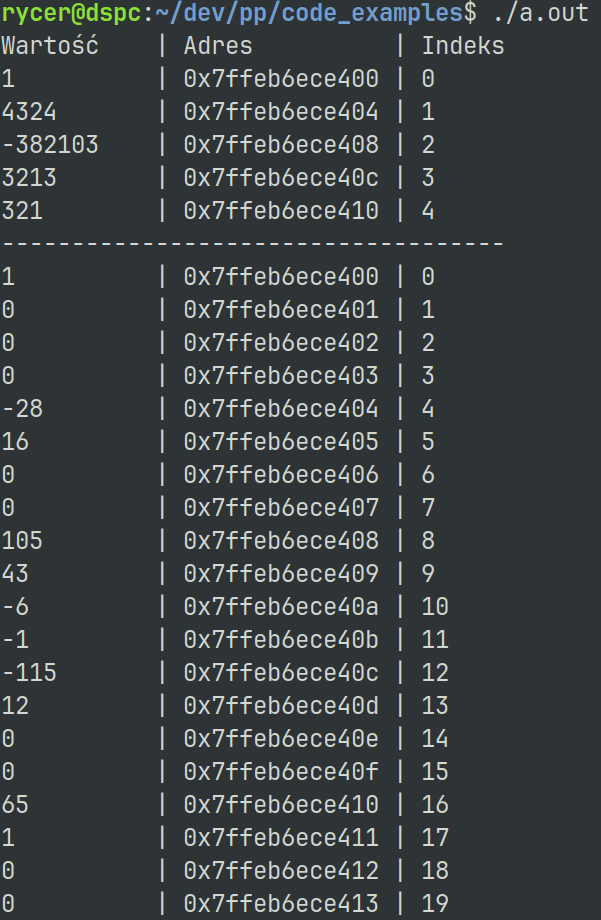 rycer@dspc:~/dev/pp/code_examples$ ./a.out
Wartość    | Adres          | Indeks
1          | 0x7ffeb6ece400 | 0
4324       | 0x7ffeb6ece404 | 1
-382103    | 0x7ffeb6ece408 | 2
3213       | 0x7ffeb6ece40c | 3
321        | 0x7ffeb6ece410 | 4
------------------------------------
1          | 0x7ffeb6ece400 | 0
0          | 0x7ffeb6ece401 | 1
0          | 0x7ffeb6ece402 | 2
0          | 0x7ffeb6ece403 | 3
-28        | 0x7ffeb6ece404 | 4
16         | 0x7ffeb6ece405 | 5
0          | 0x7ffeb6ece406 | 6
0          | 0x7ffeb6ece407 | 7
105        | 0x7ffeb6ece408 | 8
43         | 0x7ffeb6ece409 | 9
-6         | 0x7ffeb6ece40a | 10
-1         | 0x7ffeb6ece40b | 11
-115       | 0x7ffeb6ece40c | 12
12         | 0x7ffeb6ece40d | 13
0          | 0x7ffeb6ece40e | 14
0          | 0x7ffeb6ece40f | 15
65         | 0x7ffeb6ece410 | 16
1          | 0x7ffeb6ece411 | 17
0          | 0x7ffeb6ece412 | 18
0          | 0x7ffeb6ece413 | 19